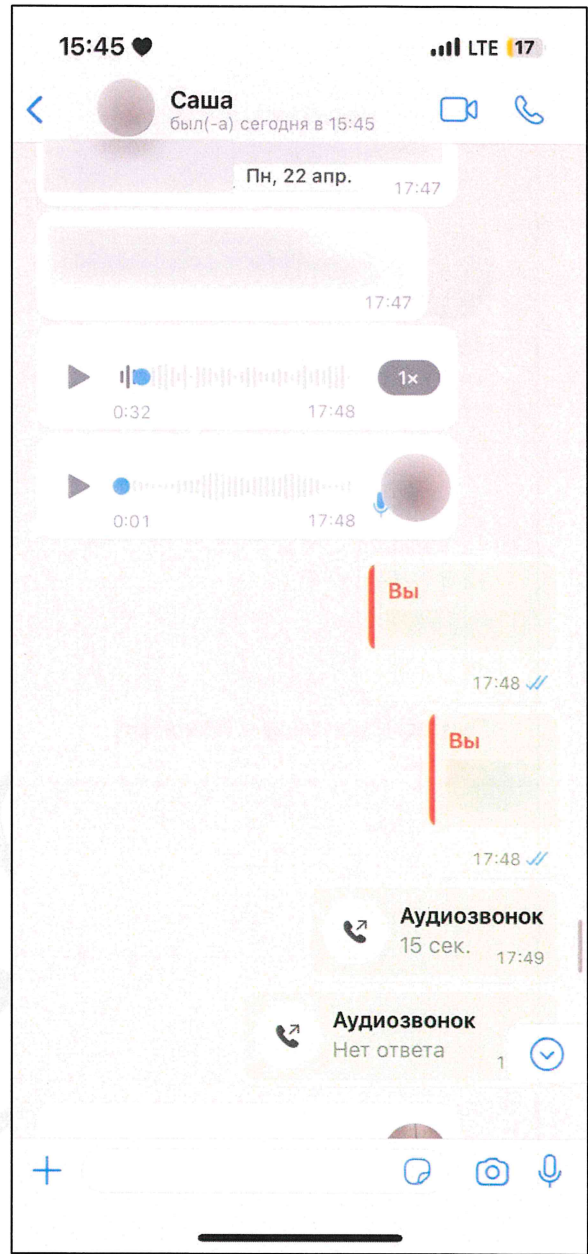 15:45 LTE 17
Саша
был(-а) сегодня в 15:45
Пн, 22 апр.
17:47
17:47
1×
0:32 17:48
0:01 17:48
Вы
17:48
Вы
17:48
Аудиозвонок
15 сек. 17:49
Аудиозвонок
Нет ответа 1